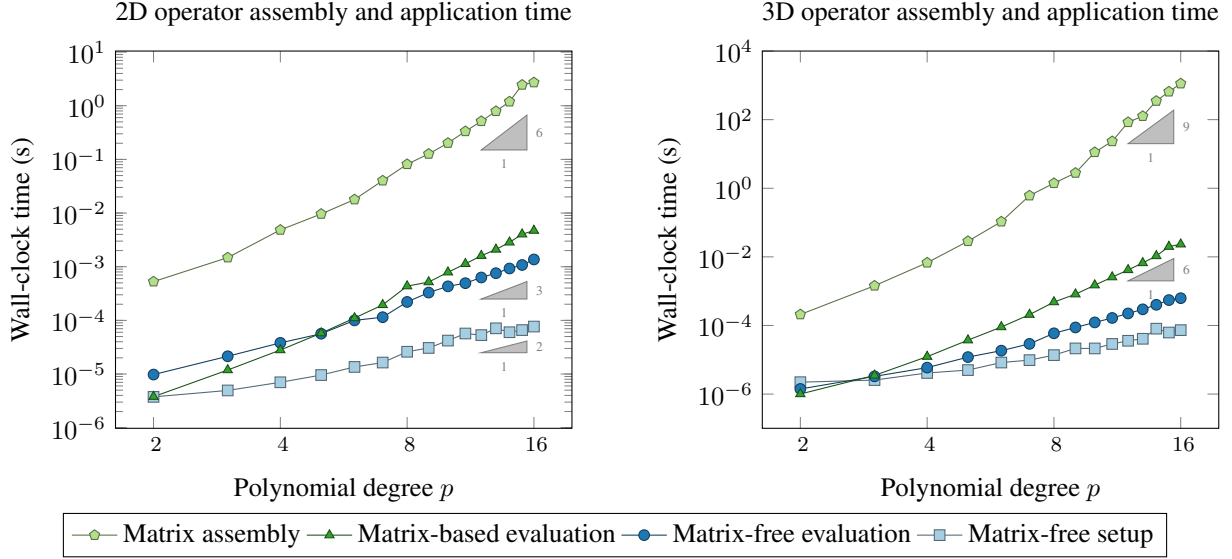 2D operator assembly and application time
10^1
10^0
10^-1
10^-2
10^-3
10^-4
10^-5
10^-6
Wall-clock time (s)
6
1
3
1
2
1
2 4 8 16
Polynomial degree p
3D operator assembly and application time
10^4
10^2
10^0
10^-2
10^-4
10^-6
Wall-clock time (s)
9
1
6
1
2 4 8 16
Polynomial degree p
Matrix assembly Matrix-based evaluation Matrix-free evaluation Matrix-free setup